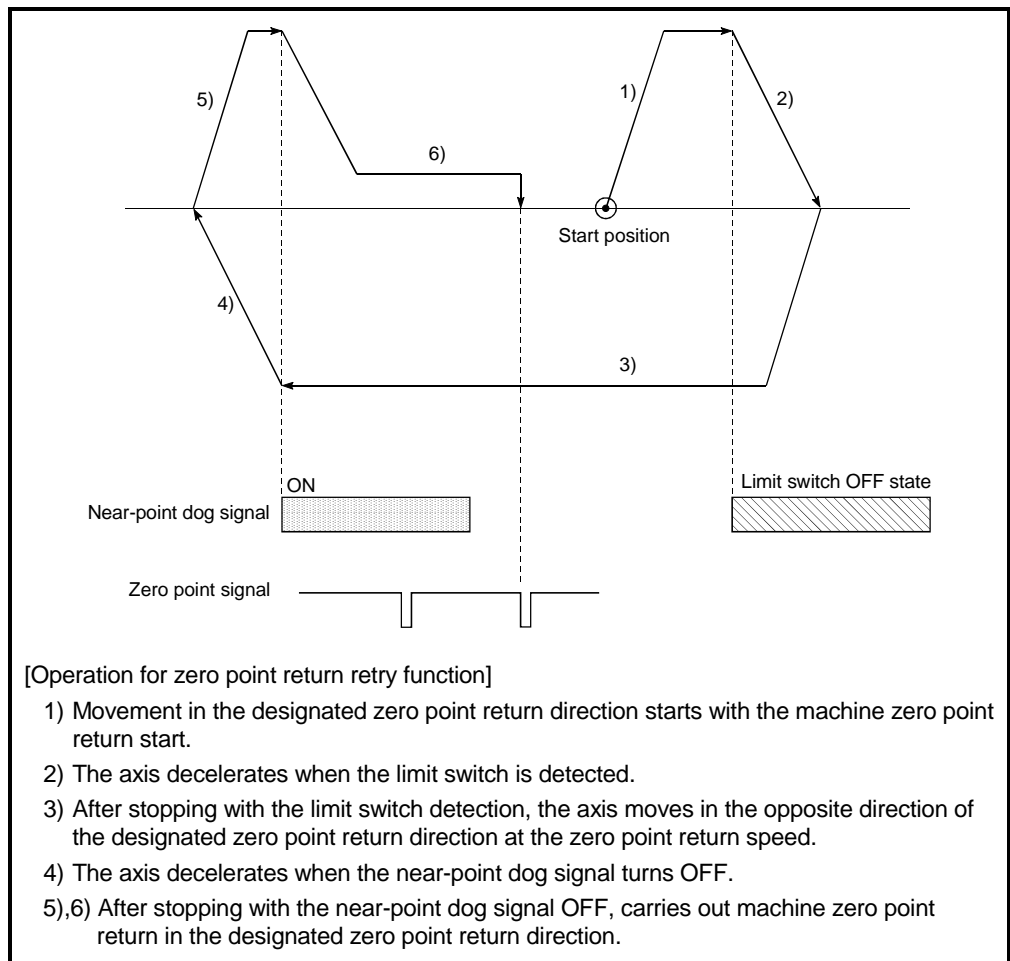 5)
6)
1)
2)
Start position
4)
3)
ON
Limit switch OFF state
Near-point dog signal
Zero point signal
[Operation for zero point return retry function]
1) Movement in the designated zero point return direction starts with the machine zero point
return start.
2) The axis decelerates when the limit switch is detected.
3) After stopping with the limit switch detection, the axis moves in the opposite direction of
the designated zero point return direction at the zero point return speed.
4) The axis decelerates when the near-point dog signal turns OFF.
5),6) After stopping with the near-point dog signal OFF, carries out machine zero point
return in the designated zero point return direction.